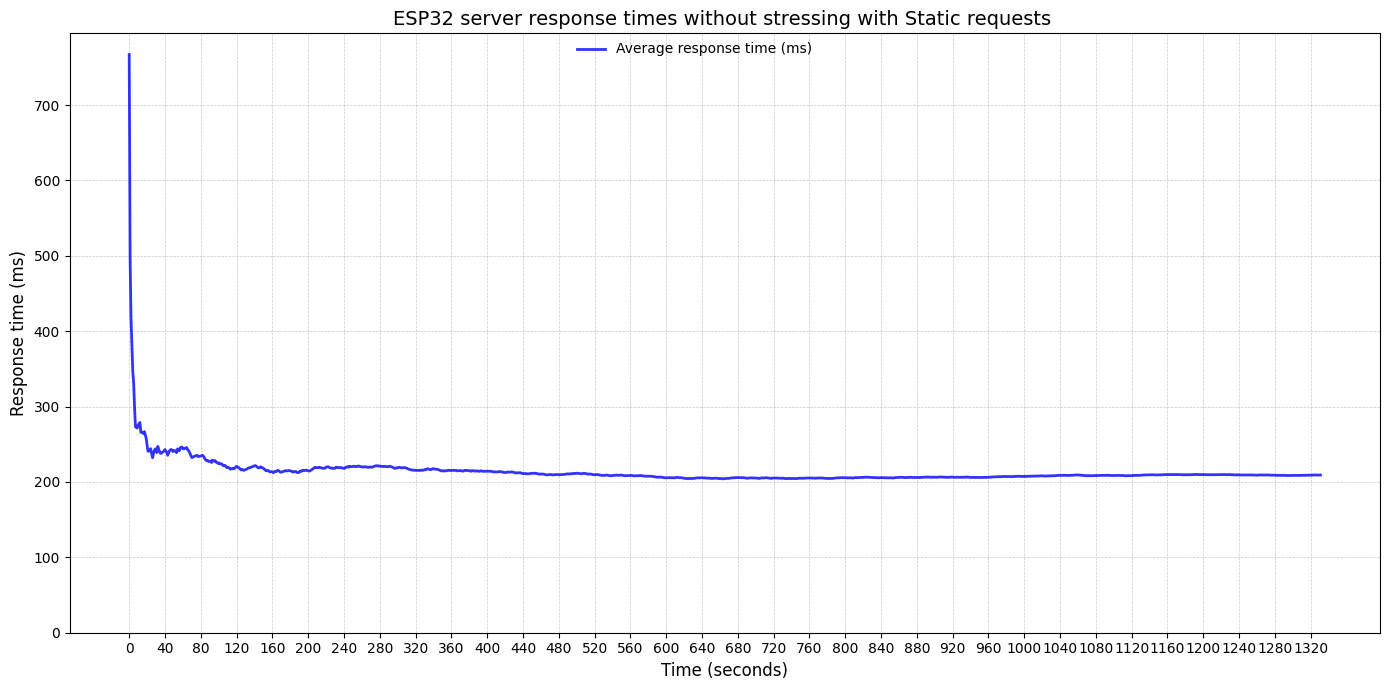 ESP32 server response times without stressing with Static requests
Average response time (ms)
Response time (ms)
700
600
500
400
300
200
100
0
0 40 80 120 160 200 240 280 320 360 400 440 480 520 560 600 640 680 720 760 800 840 880 920 960 1000 1040 1080 1120 1160 1200 1240 1280 1320
Time (seconds)